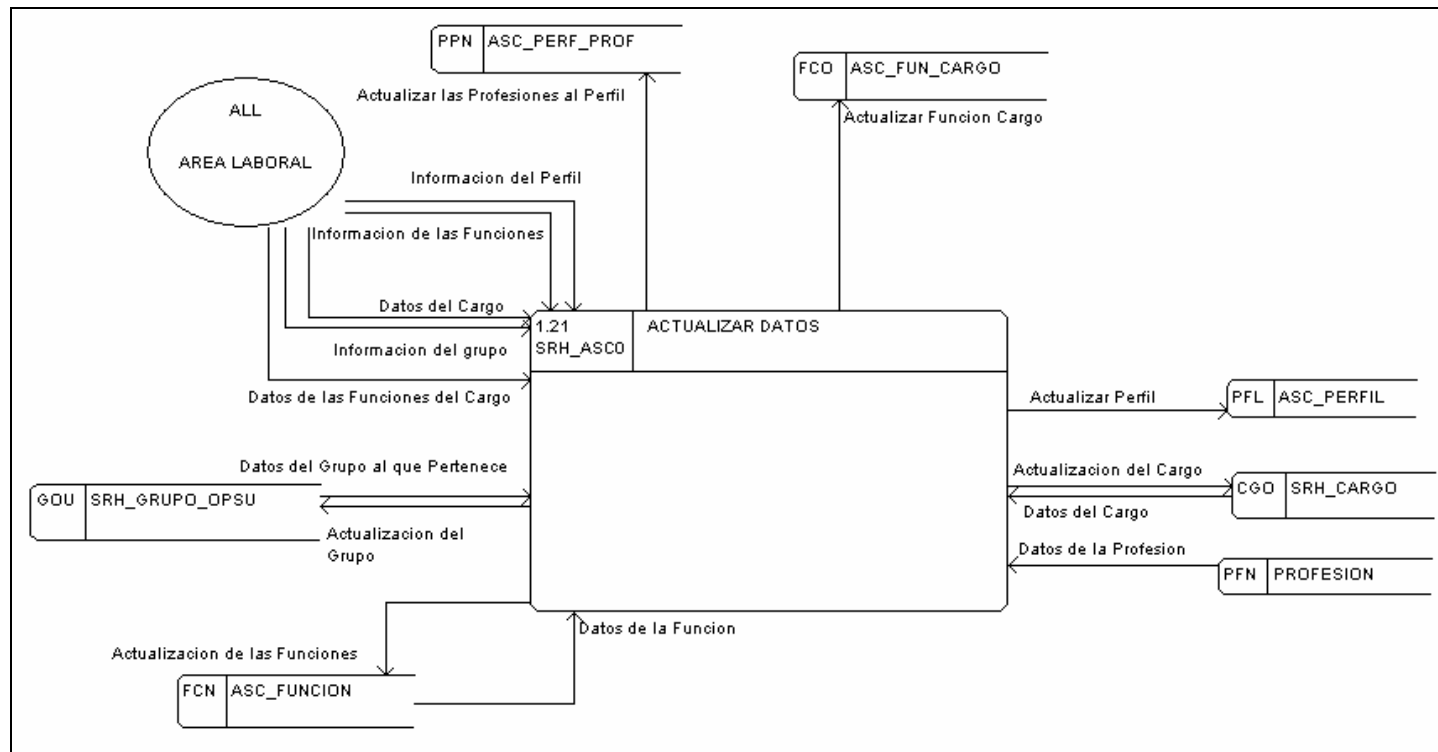 PPN ASC_PERF_PROF
FCO ASC_FUN_CARGO
Actualizar las Profesiones al Perfil
Actualizar Funcion Cargo
ALL
AREA LABORAL
Informacion del Perfil
Informacion de las Funciones
Datos del Cargo
1.21 ACTUALIZAR DATOS
SRH_ASC0
Informacion del grupo
Datos de las Funciones del Cargo
Actualizar Perfil
PFL ASC_PERFIL
Datos del Grupo al que Pertenece
Actualizacion del Cargo
GOU SRH_GRUPO_OPSU
CGO SRH_CARGO
Datos del Cargo
Actualizacion del
Grupo
Datos de la Profesion
PFN PROFESION
Datos de la Funcion
Actualizacion de las Funciones
FCN ASC_FUNCION